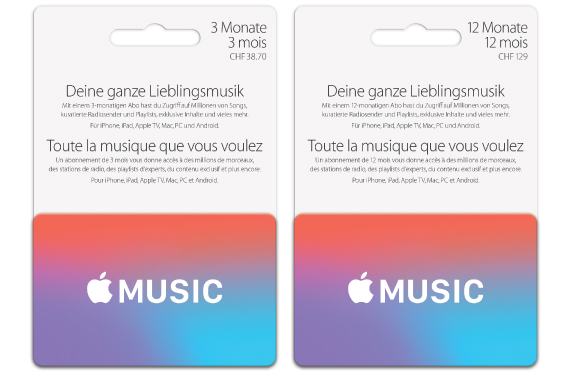 3 Monate
3 mois
CHF 38.70
Deine ganze Lieblingsmusik
Mit einem 3-monatigen Abo hast du Zugriff auf Millionen von Songs,
kuratierte Radiosender und Playlists, exklusive Inhalte und vieles mehr.
Für iPhone, iPad, Apple TV, Mac, PC und Android.
Toute la musique que vous voulez
Un abonnement de 3 mois vous donne accès à des millions de morceaux,
des stations de radio, des playlists d'experts, du contenu exclusif et plus encore.
Pour iPhone, iPad, Apple TV, Mac, PC et Android.
MUSIC
12 Monate
12 mois
CHF 129
Deine ganze Lieblingsmusik
Mit einem 12-monatigen Abo hast du Zugriff auf Millionen von Songs,
kuratierte Radiosender und Playlists, exklusive Inhalte und vieles mehr.
Für iPhone, iPad, Apple TV, Mac, PC und Android.
Toute la musique que vous voulez
Un abonnement de 12 mois vous donne accès à des millions de morceaux,
des stations de radio, des playlists d'experts, du contenu exclusif et plus encore.
Pour iPhone, iPad, Apple TV, Mac, PC et Android.
MUSIC